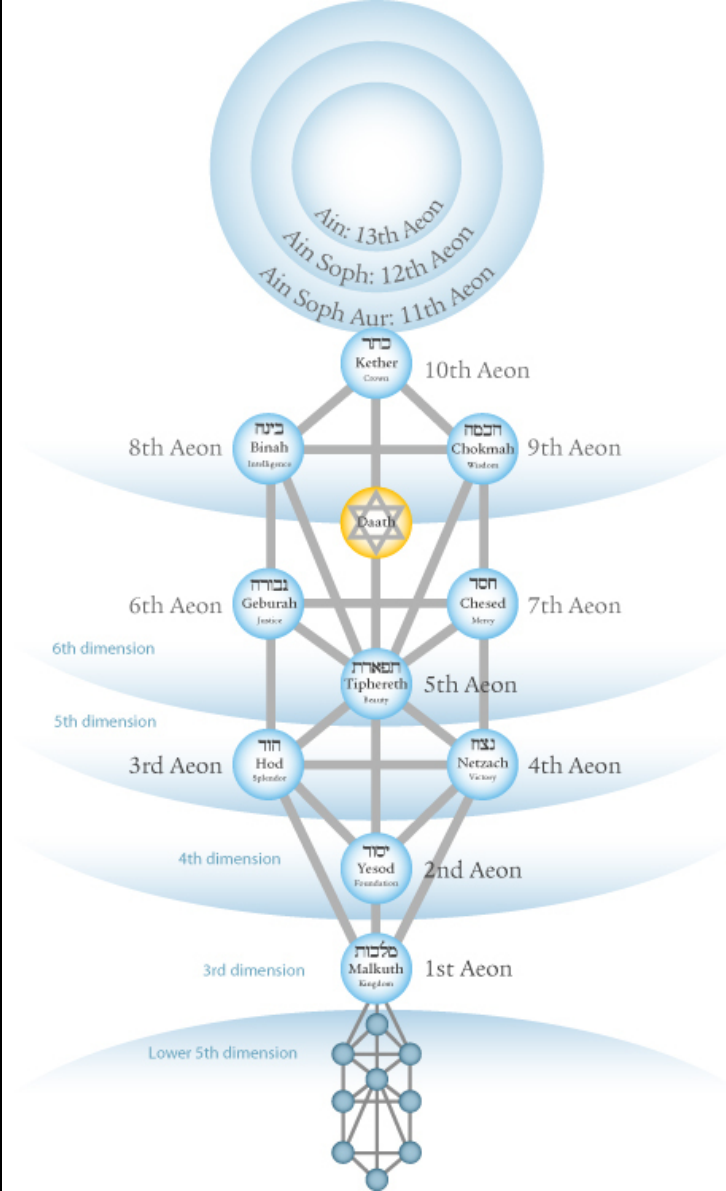 Ain: 13th Aeon
Ain Soph: 12th Aeon
Ain Soph Aur: 11th Aeon
כתר
Kether
Crown
10th Aeon
8th Aeon
בינה
Binah
Intelligence
חכמה
Chokmah
Wisdom
9th Aeon
Daath
6th Aeon
גבורה
Geburah
Justice
חסד
Chesed
Mercy
7th Aeon
6th dimension
תפארת
Tiphereth
Beauty
5th Aeon
5th dimension
3rd Aeon
הוד
Hod
Splendor
נצח
Netzach
Victory
4th Aeon
4th dimension
יסוד
Yesod
Foundation
2nd Aeon
3rd dimension
מלכות
Malkuth
Kingdom
1st Aeon
Lower 5th dimension